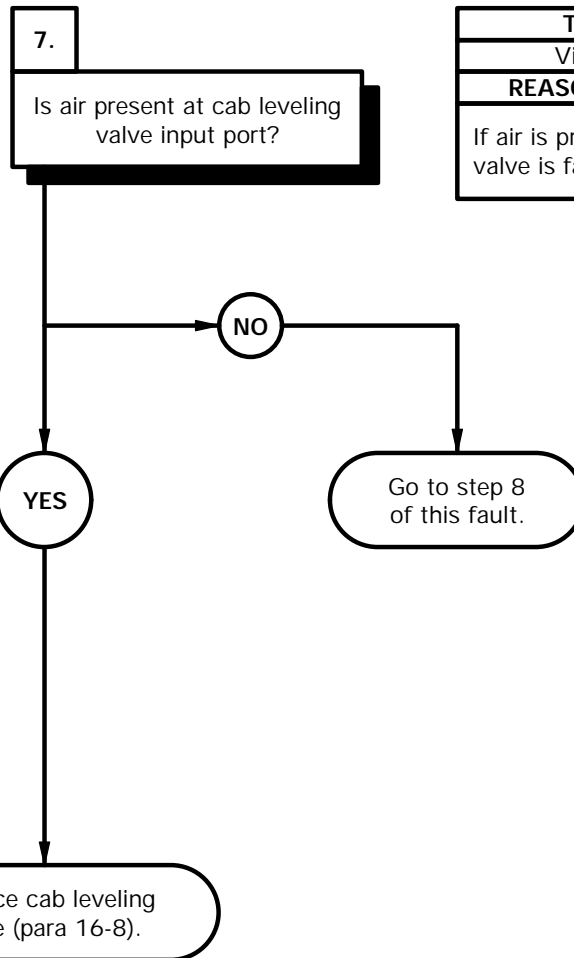 7.
Is air present at cab leveling
valve input port?
T
Vi
REASO
If air is pr
valve is fa
NO
YES
Go to step 8
of this fault.
ce cab leveling
e (para 16-8).